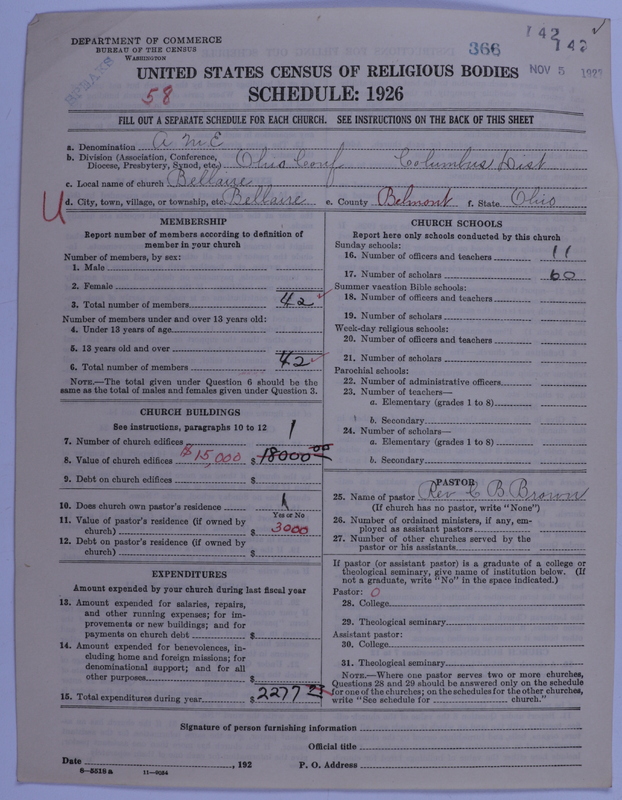 DEPARTMENT OF COMMERCE
BUREAU OF THE CENSUS
WASHINGTON
366
142
142
NOV 5
58
UNITED STATES CENSUS OF RELIGIOUS BODIES
SCHEDULE: 1926
FILL OUT A SEPARATE SCHEDULE FOR EACH CHURCH. SEE INSTRUCTIONS ON THE BACK OF THIS SHEET
a. Denomination A M E
b. Division (Association, Conference, Diocese, Presbytery, Synod, etc.) Ohio Conf Columbus Dist
c. Local name of church Bellaire
U d. City, town, village, or township, etc. Bellaire e. County Belmont f. State Ohio
MEMBERSHIP
Report number of members according to definition of
member in your church
Number of members, by sex:
1. Male
2. Female
3. Total number of members 42
Number of members under and over 13 years old:
4. Under 13 years of age
5. 13 years old and over
6. Total number of members 42
NOTE.—The total given under Question 6 should be the
same as the total of males and females given under Question 3.
CHURCH BUILDINGS
See instructions, paragraphs 10 to 12
7. Number of church edifices 1
8. Value of church edifices $15,000 $ 18000 00
9. Debt on church edifices $
10. Does church own pastor's residence 1
Yes or No
11. Value of pastor's residence (if owned by
church) $ 3000
12. Debt on pastor's residence (if owned by
church) $
EXPENDITURES
Amount expended by your church during last fiscal year
13. Amount expended for salaries, repairs,
and other running expenses; for im-
provements or new buildings; and for
payments on church debt $
14. Amount expended for benevolences, in-
cluding home and foreign missions; for
denominational support; and for all
other purposes $
15. Total expenditures during year $ 2277
CHURCH SCHOOLS
Report here only schools conducted by this church
Sunday schools:
16. Number of officers and teachers 11
17. Number of scholars 60
Summer vacation Bible schools:
18. Number of officers and teachers
19. Number of scholars
Week-day religious schools:
20. Number of officers and teachers
21. Number of scholars
Parochial schools:
22. Number of administrative officers
23. Number of teachers—
a. Elementary (grades 1 to 8)
b. Secondary
24. Number of scholars—
a. Elementary (grades 1 to 8)
b. Secondary
PASTOR
25. Name of pastor Rev C B Brown
(If church has no pastor, write "None")
26. Number of ordained ministers, if any, em-
ployed as assistant pastors
27. Number of other churches served by the
pastor or his assistants
If pastor (or assistant pastor) is a graduate of a college or
theological seminary, give name of institution below. (If
not a graduate, write "No" in the space indicated.)
Pastor: 0
28. College
29. Theological seminary
Assistant pastor:
30. College
31. Theological seminary
NOTE.—Where one pastor serves two or more churches,
Questions 28 and 29 should be answered only on the schedule
for one of the churches; on the schedules for the other churches,
write "See schedule for church."
Signature of person furnishing information
Official title
Date , 192 P. O. Address
8—5518a 11—9024